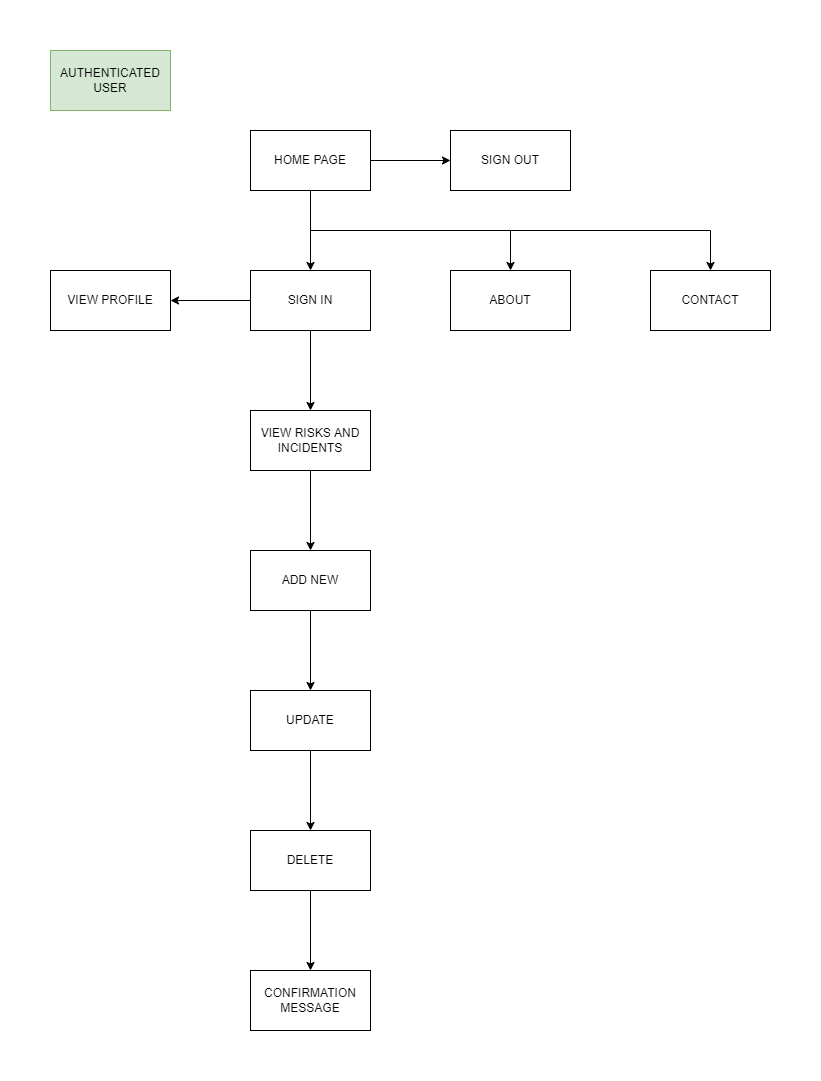 AUTHENTICATED
USER
HOME PAGE
SIGN OUT
VIEW PROFILE
SIGN IN
ABOUT
CONTACT
VIEW RISKS AND
INCIDENTS
ADD NEW
UPDATE
DELETE
CONFIRMATION
MESSAGE